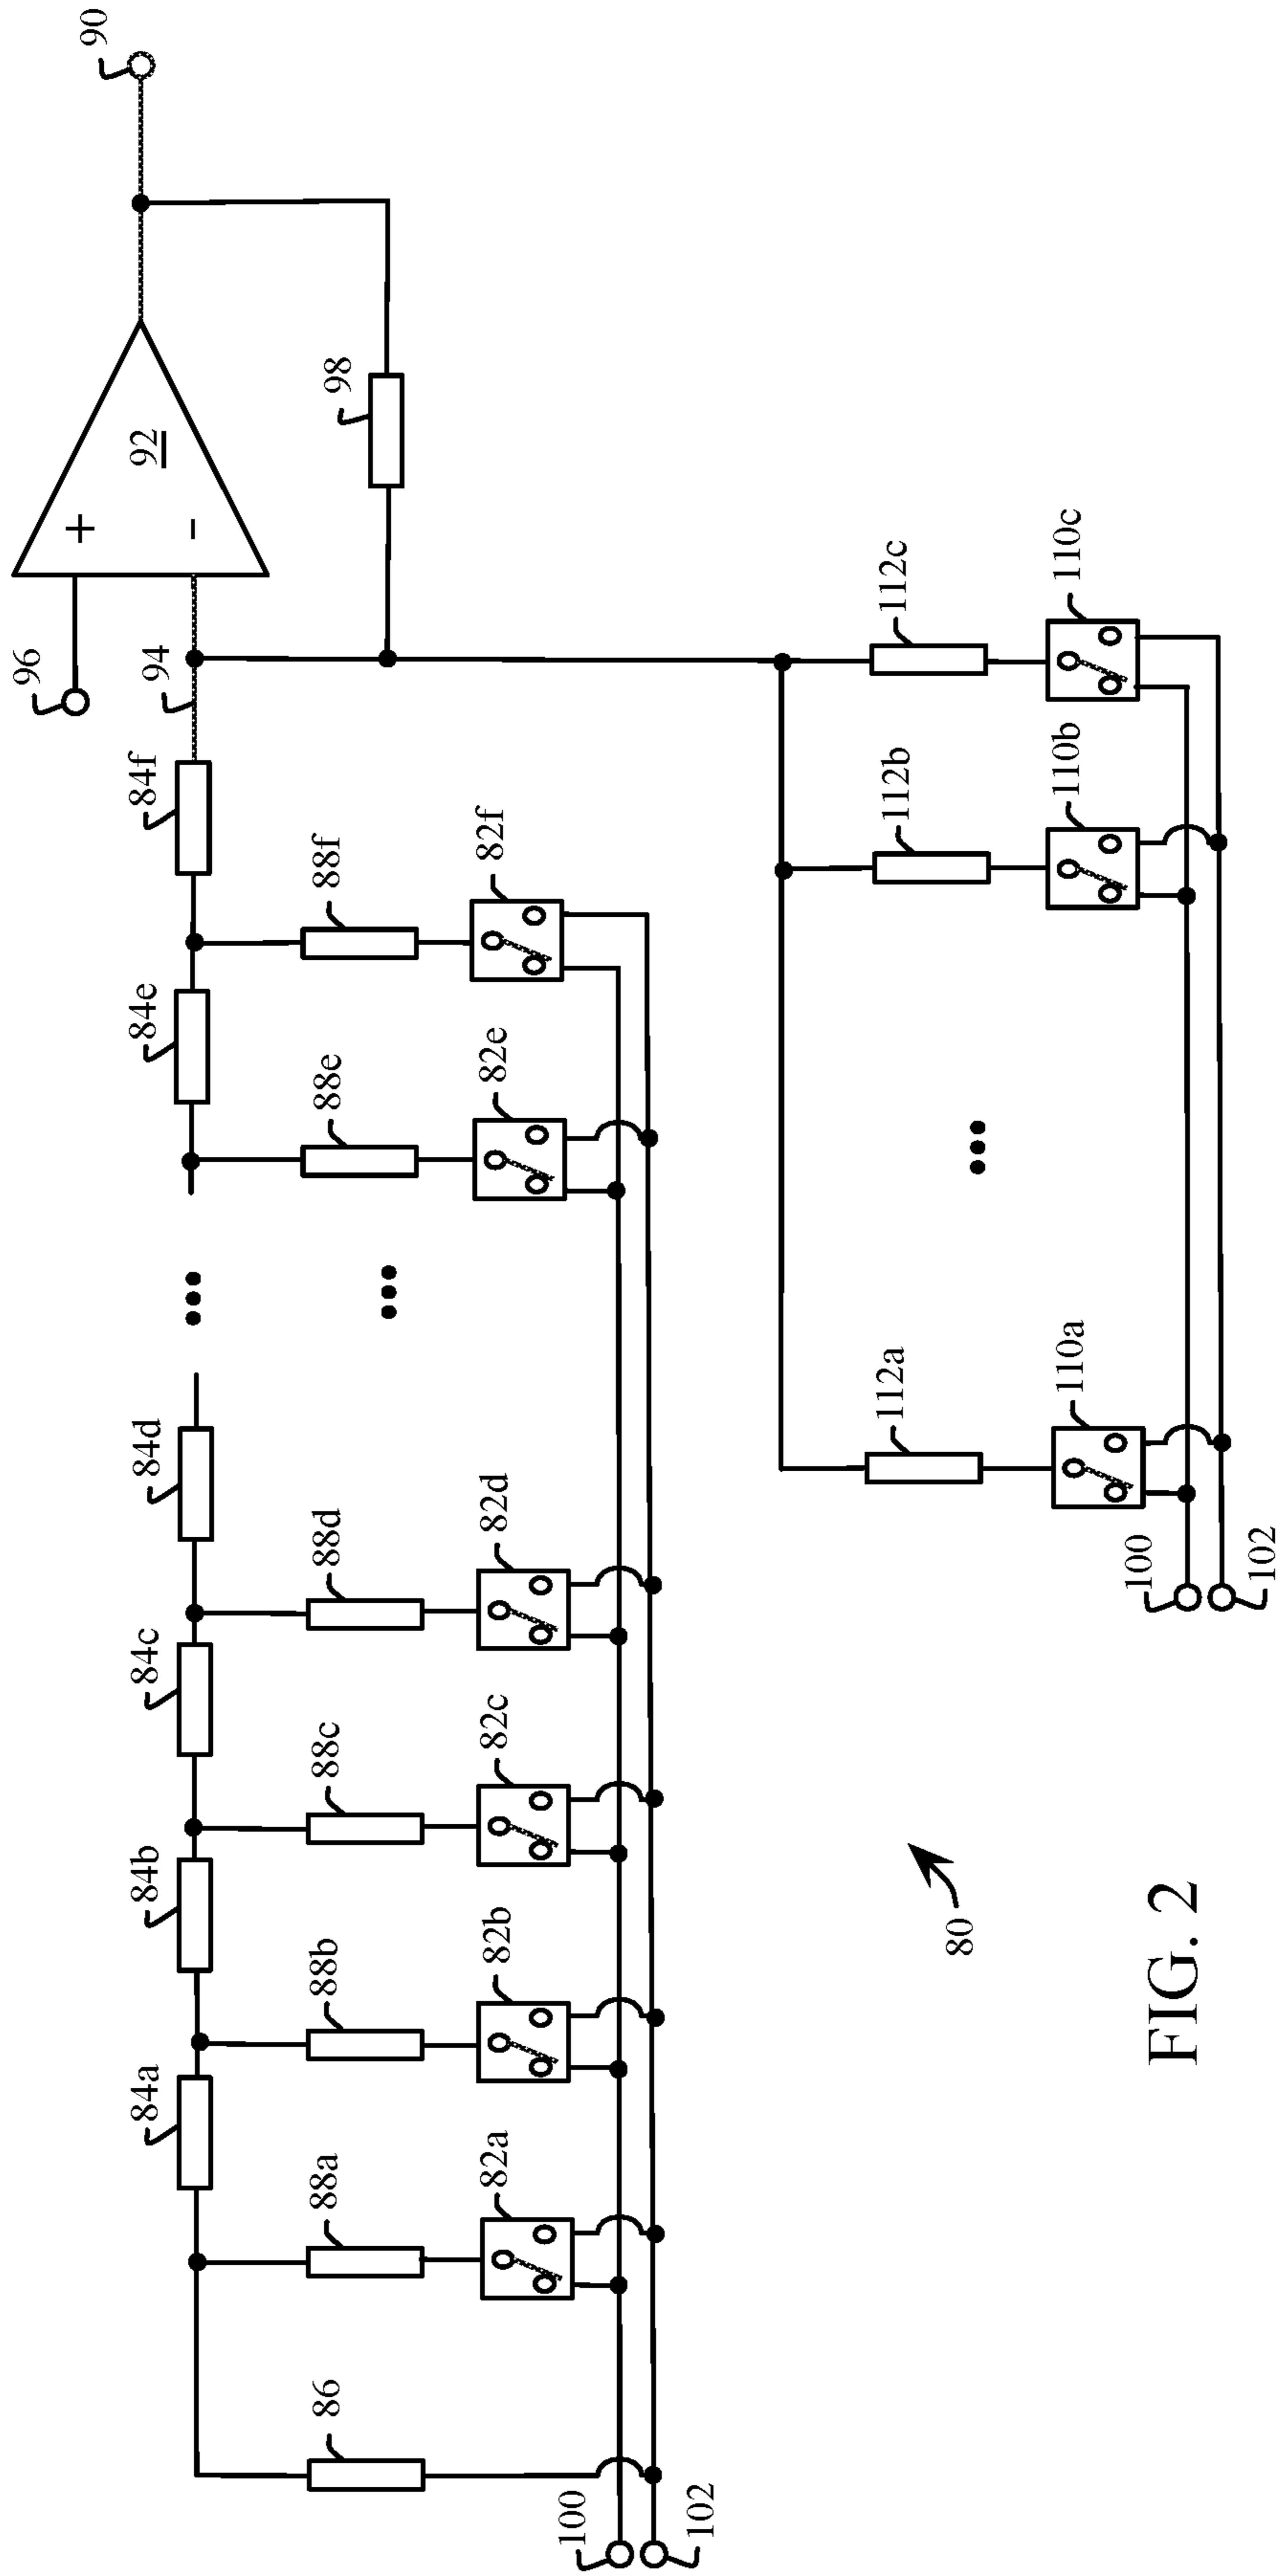 90
96
92
+
-
94
98
84f
84e
84d
84c
84b
84a
88f
88e
88d
88c
88b
88a
86
82f
82e
82d
82c
82b
82a
100
102
112c
112b
112a
110c
110b
110a
100
102
80
FIG. 2